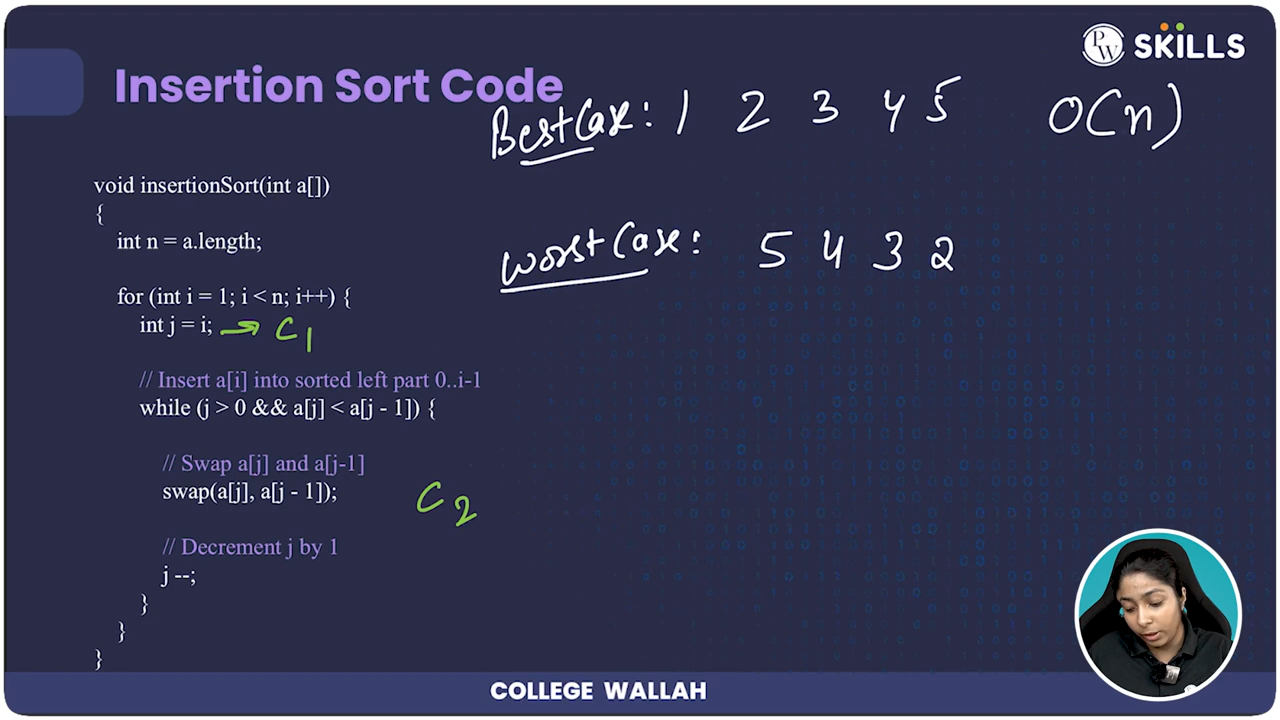 PW SKILLS
Insertion Sort Code
Best Case: 1 2 3 4 5 O(n)
void insertionSort(int a[])
{
int n = a.length;
Worst Case: 5 4 3 2
for (int i = 1; i < n; i++) {
int j = i; → C1
// Insert a[i] into sorted left part 0..i-1
while (j > 0 && a[j] < a[j - 1]) {
// Swap a[j] and a[j-1]
swap(a[j], a[j - 1]);
C2
// Decrement j by 1
j --;
}
}
}
COLLEGE WALLAH